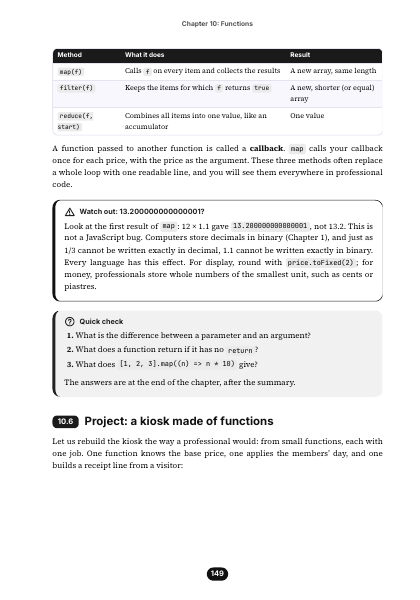 Chapter 10: Functions
Method What it does Result
map(f) Calls f on every item and collects the results A new array, same length
filter(f) Keeps the items for which f returns true A new, shorter (or equal)
array
reduce(f, Combines all items into one value, like an One value
start) accumulator
A function passed to another function is called a callback. map calls your callback
once for each price, with the price as the argument. These three methods often replace
a whole loop with one readable line, and you will see them everywhere in professional
code.
Watch out: 13.200000000000001?
Look at the first result of map: 12 × 1.1 gave 13.200000000000001, not 13.2. This is
not a JavaScript bug. Computers store decimals in binary (Chapter 1), and just as
1/3 cannot be written exactly in decimal, 1.1 cannot be written exactly in binary.
Every language has this effect. For display, round with price.toFixed(2); for
money, professionals store whole numbers of the smallest unit, such as cents or
piastres.
Quick check
1. What is the difference between a parameter and an argument?
2. What does a function return if it has no return?
3. What does [1, 2, 3].map((n) => n * 10) give?
The answers are at the end of the chapter, after the summary.
10.6 Project: a kiosk made of functions
Let us rebuild the kiosk the way a professional would: from small functions, each with
one job. One function knows the base price, one applies the members' day, and one
builds a receipt line from a visitor:
149